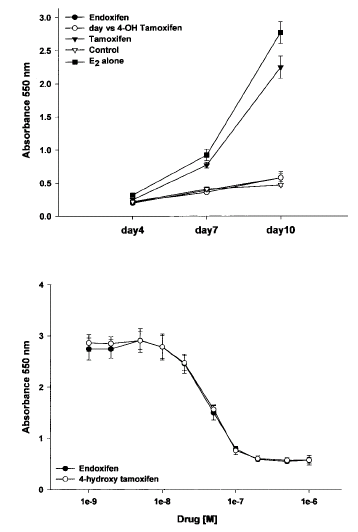 Endoxifen
day vs 4-OH Tamoxifen
Tamoxifen
Control
E2 alone
Absorbance 550 nm
3.0
2.5
2.0
1.5
1.0
0.5
0.0
day4 day7 day10
Absorbance 550 nm
4
3
2
1
0
Endoxifen
4-hydroxy tamoxifen
1e-9 1e-8 1e-7 1e-6
Drug [M]